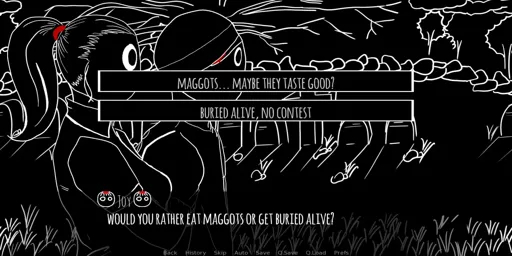 MAGGOTS... MAYBE THEY TASTE GOOD?
BURIED ALIVE, NO CONTEST
JOY
WOULD YOU RATHER EAT MAGGOTS OR GET BURIED ALIVE?
Back History Skip Auto Save Q.Save Q.Load Prefs